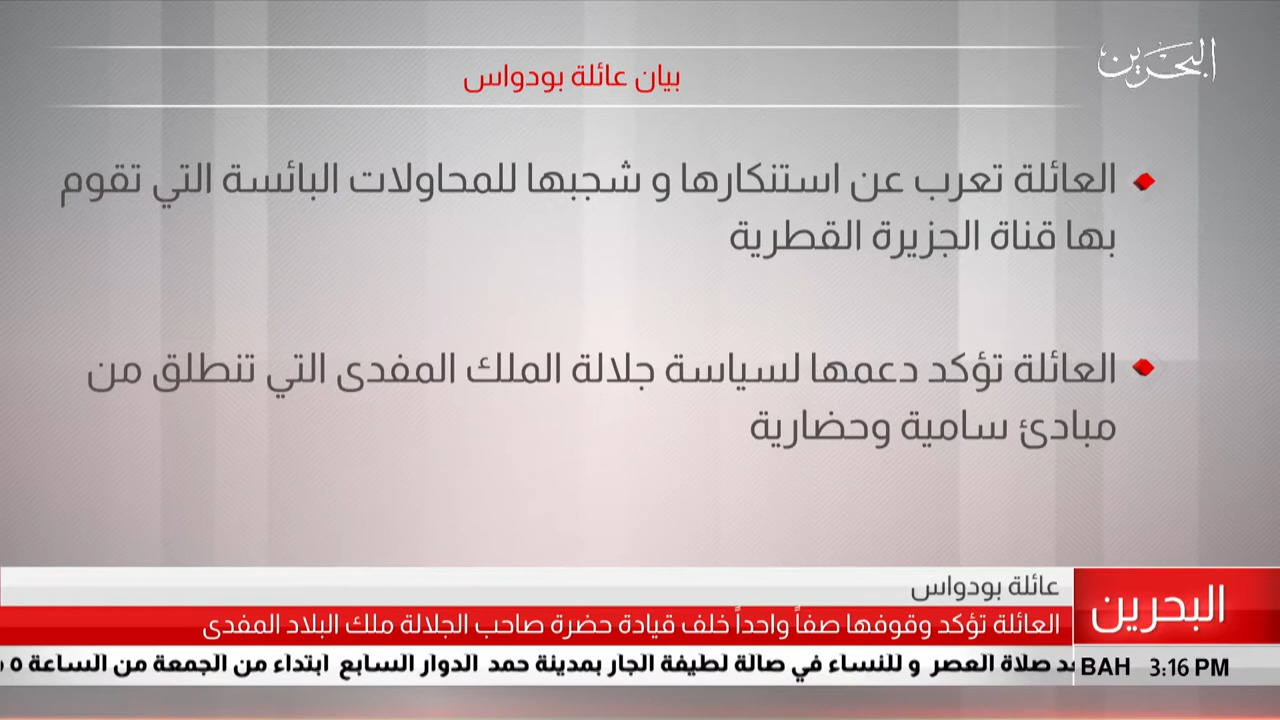 البحرين
بيان عائلة بودواس
العائلة تعرب عن استنكارها و شجبها للمحاولات البائسة التي تقوم
بها قناة الجزيرة القطرية
العائلة تؤكد دعمها لسياسة جلالة الملك المفدى التي تنطلق من
مبادئ سامية وحضارية
عائلة بودواس
البحرين
العائلة تؤكد وقوفها صفاً واحداً خلف قيادة حضرة صاحب الجلالة ملك البلاد المفدى
صلاة العصر و للنساء في صالة لطيفة الجار بمدينة حمد الدوار السابع ابتداء من الجمعة من الساعة ٥
BAH 3:16 PM